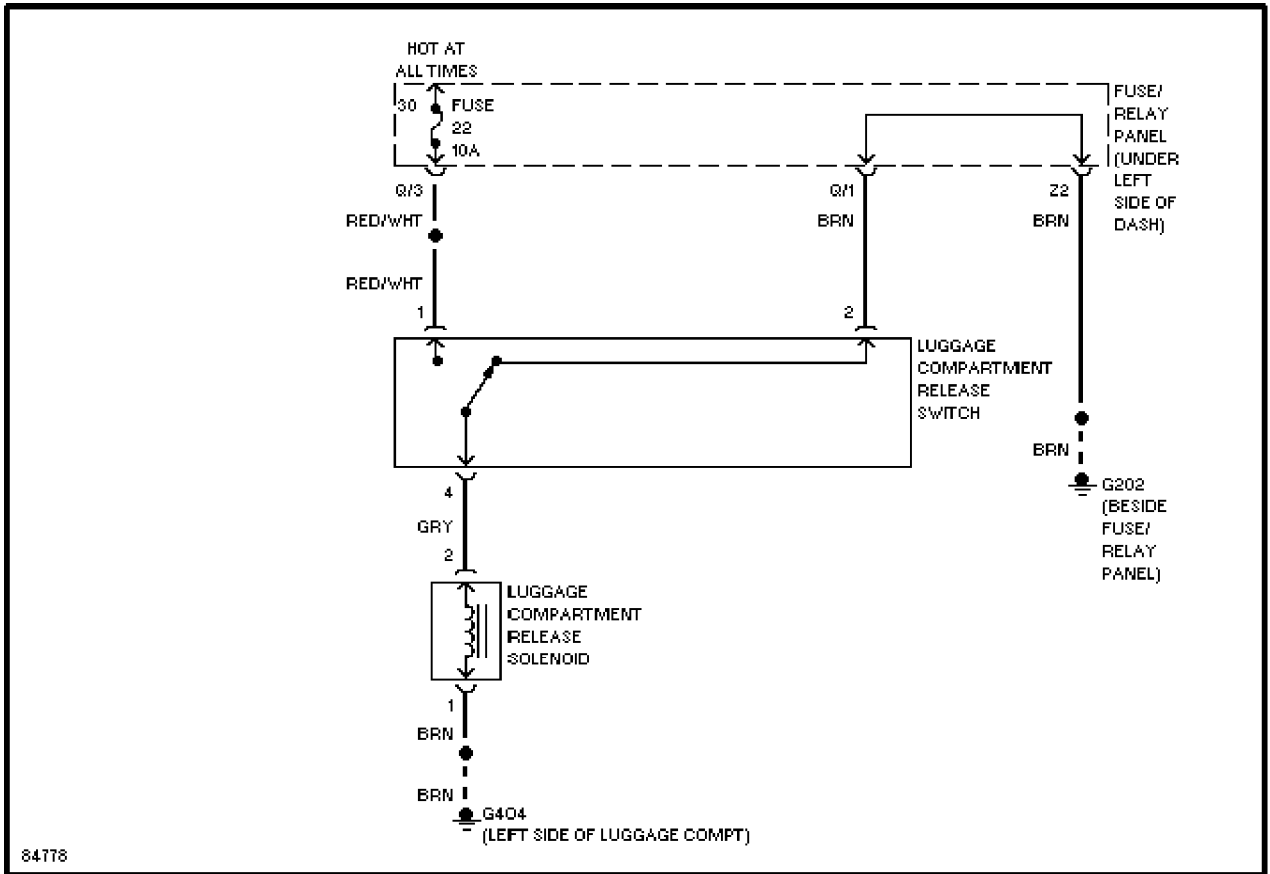 HOT AT
ALL TIMES
30
FUSE
22
10A
FUSE/
RELAY
PANEL
(UNDER
LEFT
SIDE OF
DASH)
Q/3
Q/1
Z2
RED/WHT
BRN
BRN
RED/WHT
1
2
LUGGAGE
COMPARTMENT
RELEASE
SWITCH
BRN
G202
(BESIDE
FUSE/
RELAY
PANEL)
4
GRY
2
LUGGAGE
COMPARTMENT
RELEASE
SOLENOID
1
BRN
BRN
G404
(LEFT SIDE OF LUGGAGE COMPT)
84778